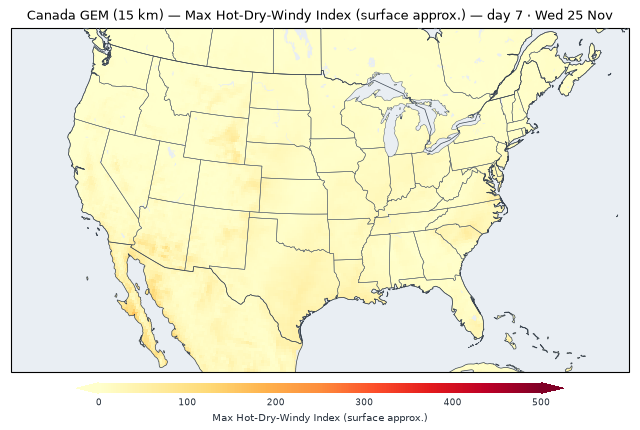 Canada GEM (15 km) — Max Hot-Dry-Windy Index (surface approx.) — day 7 · Wed 25 Nov
0 100 200 300 400 500
Max Hot-Dry-Windy Index (surface approx.)